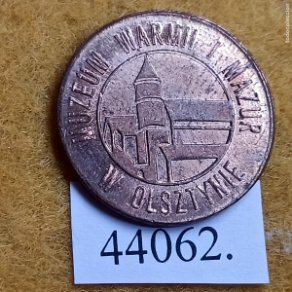 MUZEUM WARMII I MAZUR
W OLSZTYNIE
44062.